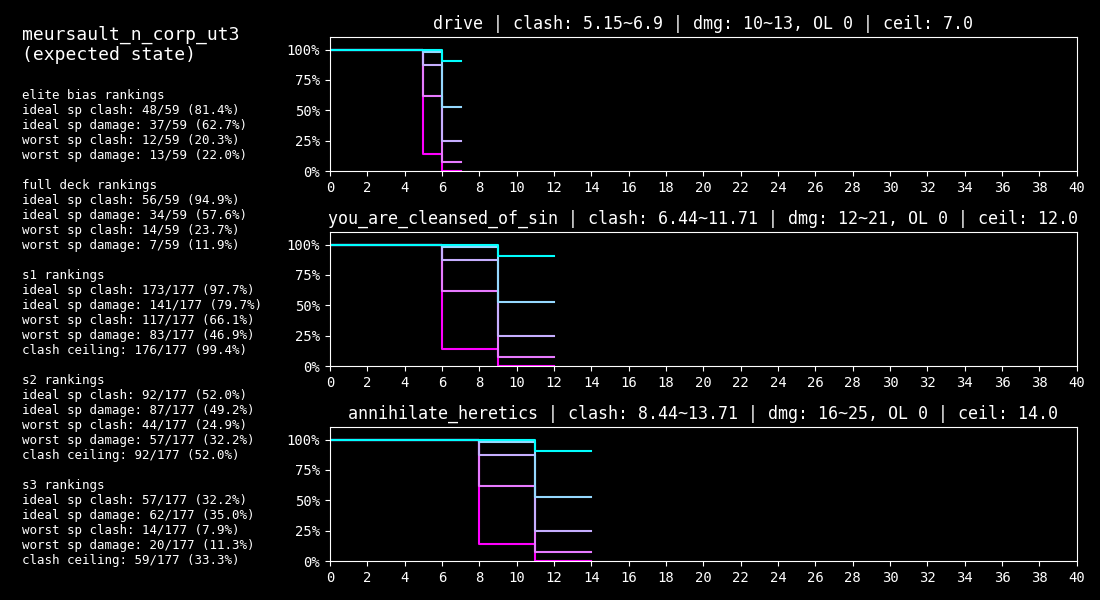 meursault_n_corp_ut3
(expected state)
elite bias rankings
ideal sp clash: 48/59 (81.4%)
ideal sp damage: 37/59 (62.7%)
worst sp clash: 12/59 (20.3%)
worst sp damage: 13/59 (22.0%)
full deck rankings
ideal sp clash: 56/59 (94.9%)
ideal sp damage: 34/59 (57.6%)
worst sp clash: 14/59 (23.7%)
worst sp damage: 7/59 (11.9%)
s1 rankings
ideal sp clash: 173/177 (97.7%)
ideal sp damage: 141/177 (79.7%)
worst sp clash: 117/177 (66.1%)
worst sp damage: 83/177 (46.9%)
clash ceiling: 176/177 (99.4%)
s2 rankings
ideal sp clash: 92/177 (52.0%)
ideal sp damage: 87/177 (49.2%)
worst sp clash: 44/177 (24.9%)
worst sp damage: 57/177 (32.2%)
clash ceiling: 92/177 (52.0%)
s3 rankings
ideal sp clash: 57/177 (32.2%)
ideal sp damage: 62/177 (35.0%)
worst sp clash: 14/177 (7.9%)
worst sp damage: 20/177 (11.3%)
clash ceiling: 59/177 (33.3%)
drive | clash: 5.15~6.9 | dmg: 10~13, OL 0 | ceil: 7.0
100%
75%
50%
25%
0%
0 2 4 6 8 10 12 14 16 18 20 22 24 26 28 30 32 34 36 38 40
you_are_cleansed_of_sin | clash: 6.44~11.71 | dmg: 12~21, OL 0 | ceil: 12.0
100%
75%
50%
25%
0%
0 2 4 6 8 10 12 14 16 18 20 22 24 26 28 30 32 34 36 38 40
annihilate_heretics | clash: 8.44~13.71 | dmg: 16~25, OL 0 | ceil: 14.0
100%
75%
50%
25%
0%
0 2 4 6 8 10 12 14 16 18 20 22 24 26 28 30 32 34 36 38 40